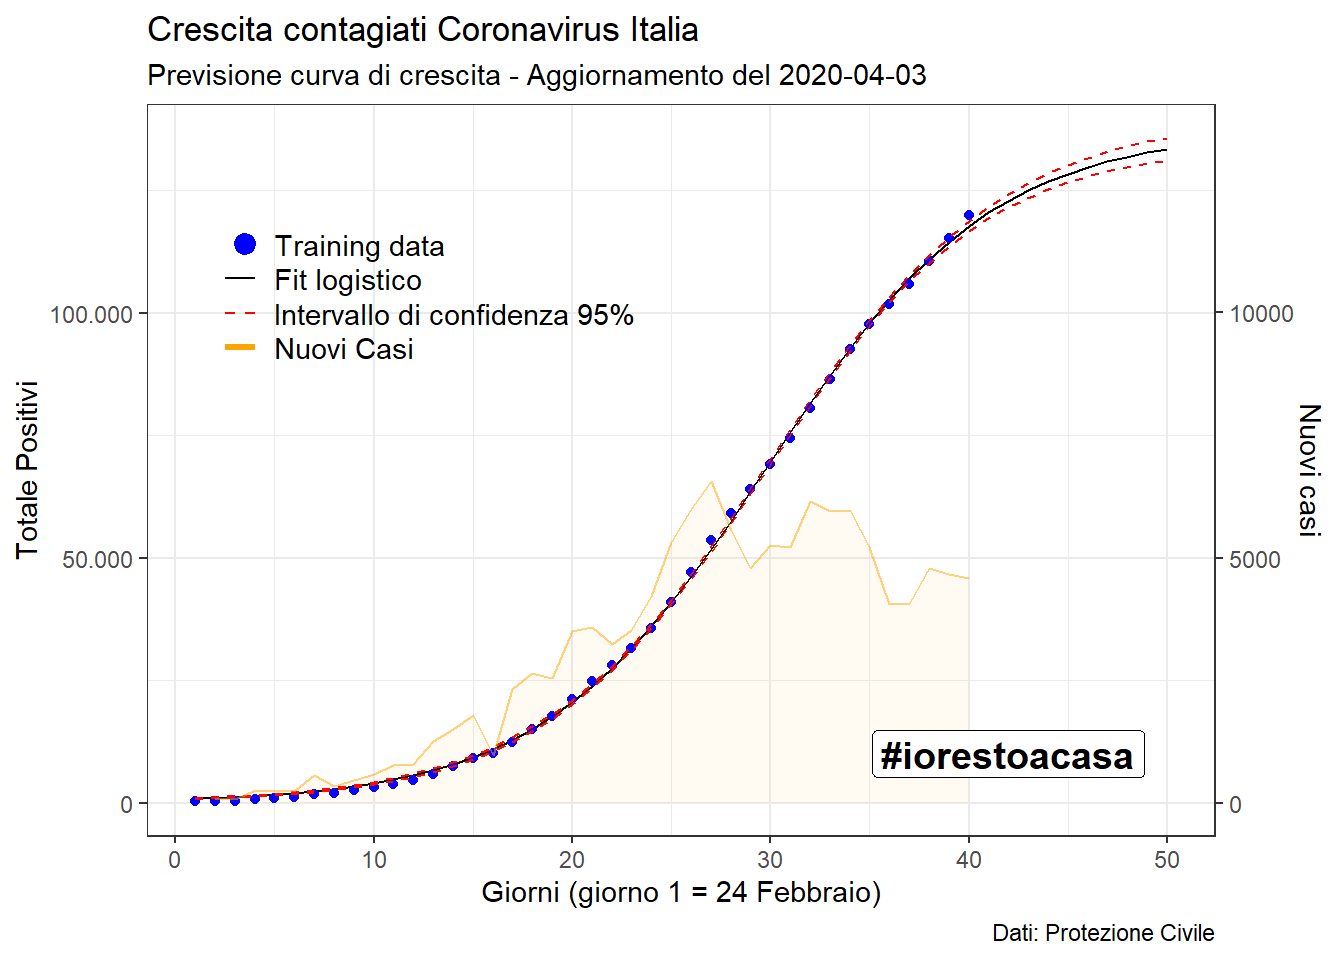 Crescita contagiati Coronavirus Italia
Previsione curva di crescita - Aggiornamento del 2020-04-03
Training data
Fit logistico
Intervallo di confidenza 95%
Nuovi Casi
Totale Positivi
100.000
50.000
0
Nuovi casi
10000
5000
0
#iorestoacasa
0 10 20 30 40 50
Giorni (giorno 1 = 24 Febbraio)
Dati: Protezione Civile